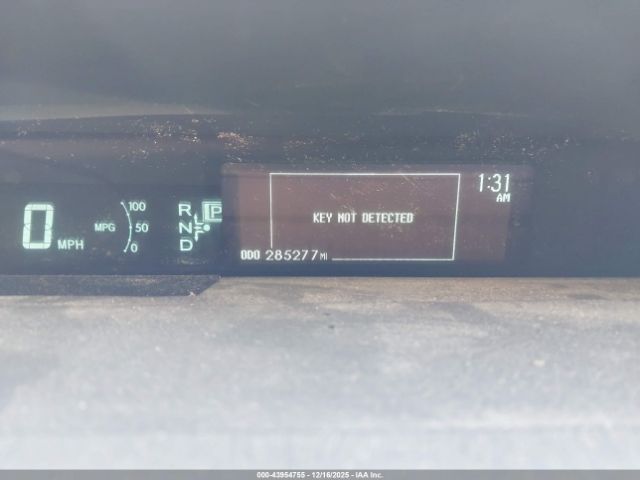 0 MPH
100
MPG 50
0
R
N
D
P
KEY NOT DETECTED
1:31
AM
ODO 285277 MI
000-43954755 - 12/16/2025 - IAA Inc.